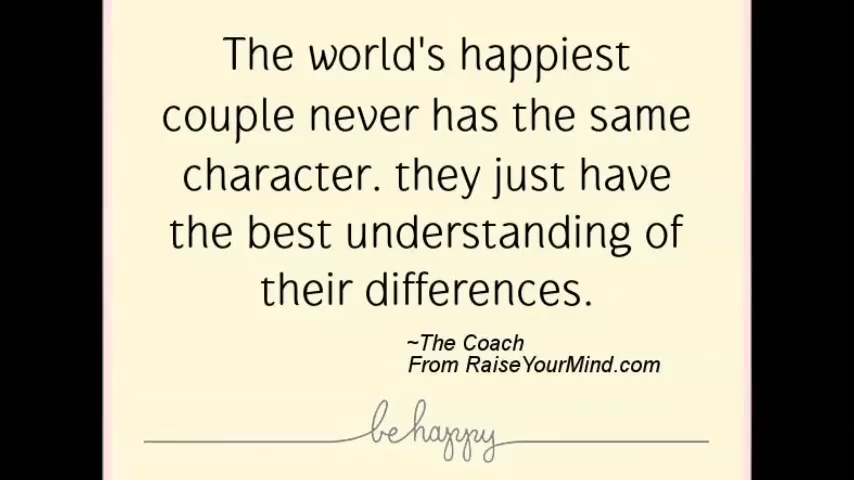 The world's happiest
couple never has the same
character. they just have
the best understanding of
their differences.
~The Coach
From RaiseYourMind.com
be happy